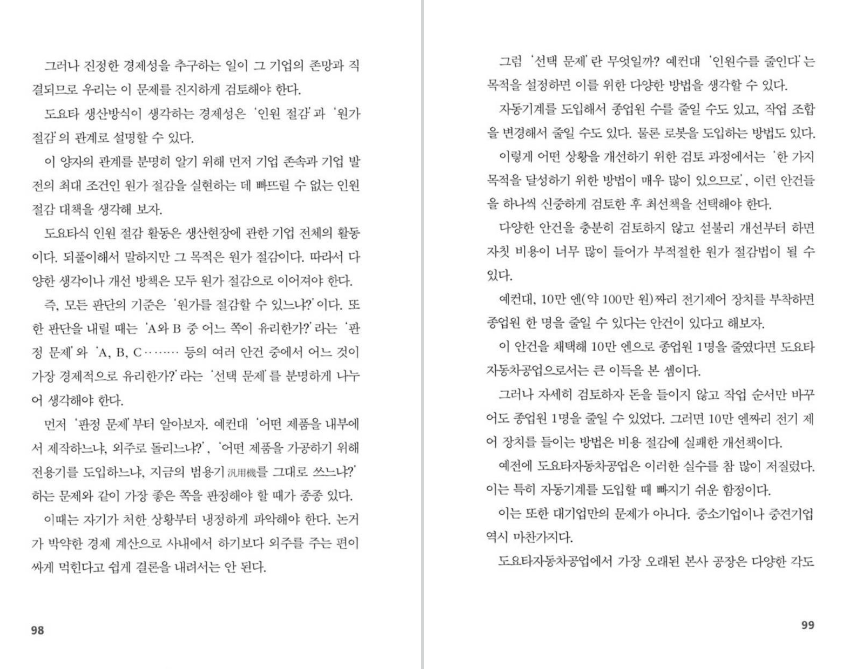 그러나 진정한 경제성을 추구하는 일이 그 기업의 존망과 직
결되므로 우리는 이 문제를 진지하게 검토해야 한다.
도요타 생산방식이 생각하는 경제성은 ‘인원 절감’과 ‘원가
절감’의 관계로 설명할 수 있다.
이 양자의 관계를 분명히 알기 위해 먼저 기업 존속과 기업 발
전의 최대 조건인 원가 절감을 실현하는 데 빠뜨릴 수 없는 인원
절감 대책을 생각해 보자.
도요타식 인원 절감 활동은 생산현장에 관한 기업 전체의 활동
이다. 되풀이해서 말하지만 그 목적은 원가 절감이다. 따라서 다
양한 생각이나 개선 방책은 모두 원가 절감으로 이어져야 한다.
즉, 모든 판단의 기준은 ‘원가를 절감할 수 있느냐?’이다. 또
한 판단을 내릴 때는 ‘A와 B 중 어느 쪽이 유리한가?’라는 ‘판
정 문제’와 ‘A, B, C‥…… 등의 여러 안건 중에서 어느 것이
가장 경제적으로 유리한가?’라는 ‘선택 문제’를 분명하게 나누
어 생각해야 한다.
먼저 ‘판정 문제’부터 알아보자. 예컨대 ‘어떤 제품을 내부에
서 제작하느냐, 외주로 돌리느냐?’, ‘어떤 제품을 가공하기 위해
전용기를 도입하느냐, 지금의 범용기汎用機를 그대로 쓰느냐?’
하는 문제와 같이 가장 좋은 쪽을 판정해야 할 때가 종종 있다.
이때는 자기가 처한 상황부터 냉정하게 파악해야 한다. 논거
가 박약한 경제 계산으로 사내에서 하기보다 외주를 주는 편이
싸게 먹힌다고 쉽게 결론을 내려서는 안 된다.
98
그럼 ‘선택 문제’란 무엇일까? 예컨대 ‘인원수를 줄인다’는
목적을 설정하면 이를 위한 다양한 방법을 생각할 수 있다.
자동기계를 도입해서 종업원 수를 줄일 수도 있고, 작업 조합
을 변경해서 줄일 수도 있다. 물론 로봇을 도입하는 방법도 있다.
이렇게 어떤 상황을 개선하기 위한 검토 과정에서는 ‘한 가지
목적을 달성하기 위한 방법이 매우 많이 있으므로’, 이런 안건들
을 하나씩 신중하게 검토한 후 최선책을 선택해야 한다.
다양한 안건을 충분히 검토하지 않고 섣불리 개선부터 하면
자칫 비용이 너무 많이 들어가 부적절한 원가 절감법이 될 수
있다.
예컨대, 10만 엔(약 100만 원)짜리 전기제어 장치를 부착하면
종업원 한 명을 줄일 수 있다는 안건이 있다고 해보자.
이 안건을 채택해 10만 엔으로 종업원 1명을 줄였다면 도요타
자동차공업으로서는 큰 이득을 본 셈이다.
그러나 자세히 검토하자 돈을 들이지 않고 작업 순서만 바꾸
어도 종업원 1명을 줄일 수 있었다. 그러면 10만 엔짜리 전기 제
어 장치를 들이는 방법은 비용 절감에 실패한 개선책이다.
예전에 도요타자동차공업은 이러한 실수를 참 많이 저질렀다.
이는 특히 자동기계를 도입할 때 빠지기 쉬운 함정이다.
이는 또한 대기업만의 문제가 아니다. 중소기업이나 중견기업
역시 마찬가지다.
도요타자동차공업에서 가장 오래된 본사 공장은 다양한 각도
99